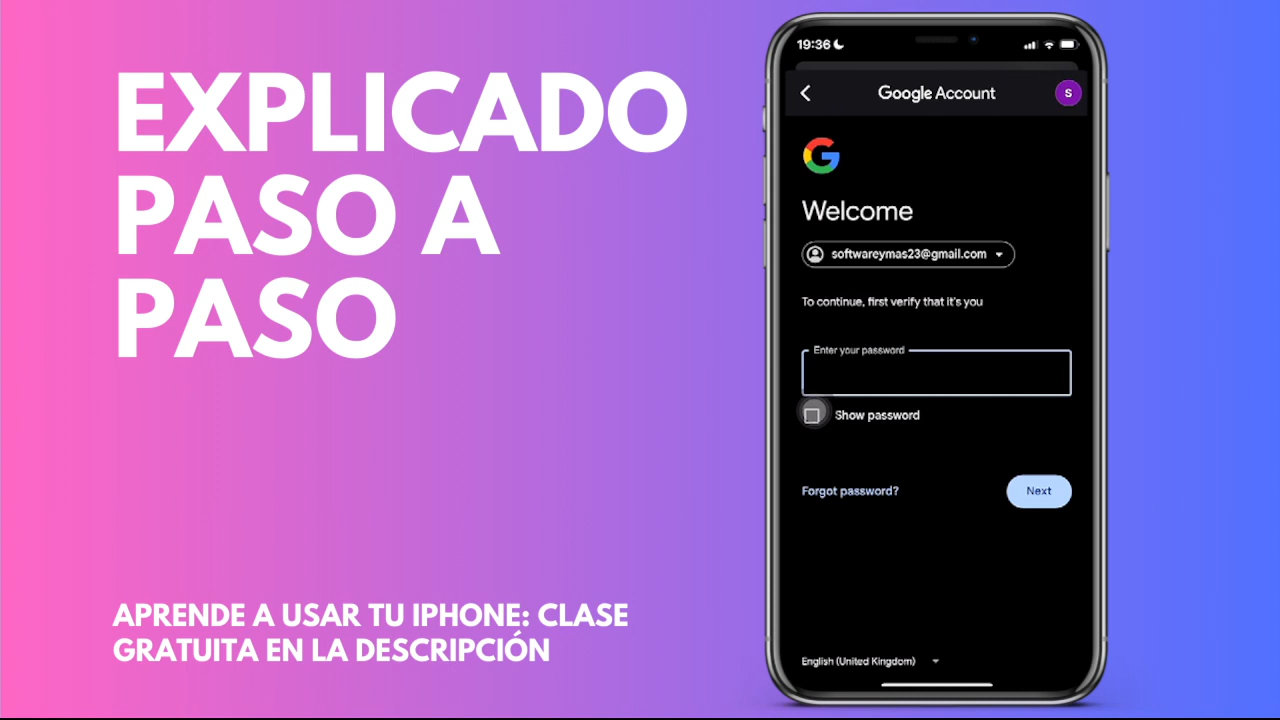 EXPLICADO
PASO A
PASO
APRENDE A USAR TU IPHONE: CLASE
GRATUITA EN LA DESCRIPCIÓN
19:36
Google Account
S
Welcome
softwareymas23@gmail.com
To continue, first verify that it's you
Enter your password
Show password
Forgot password?
Next
English (United Kingdom)